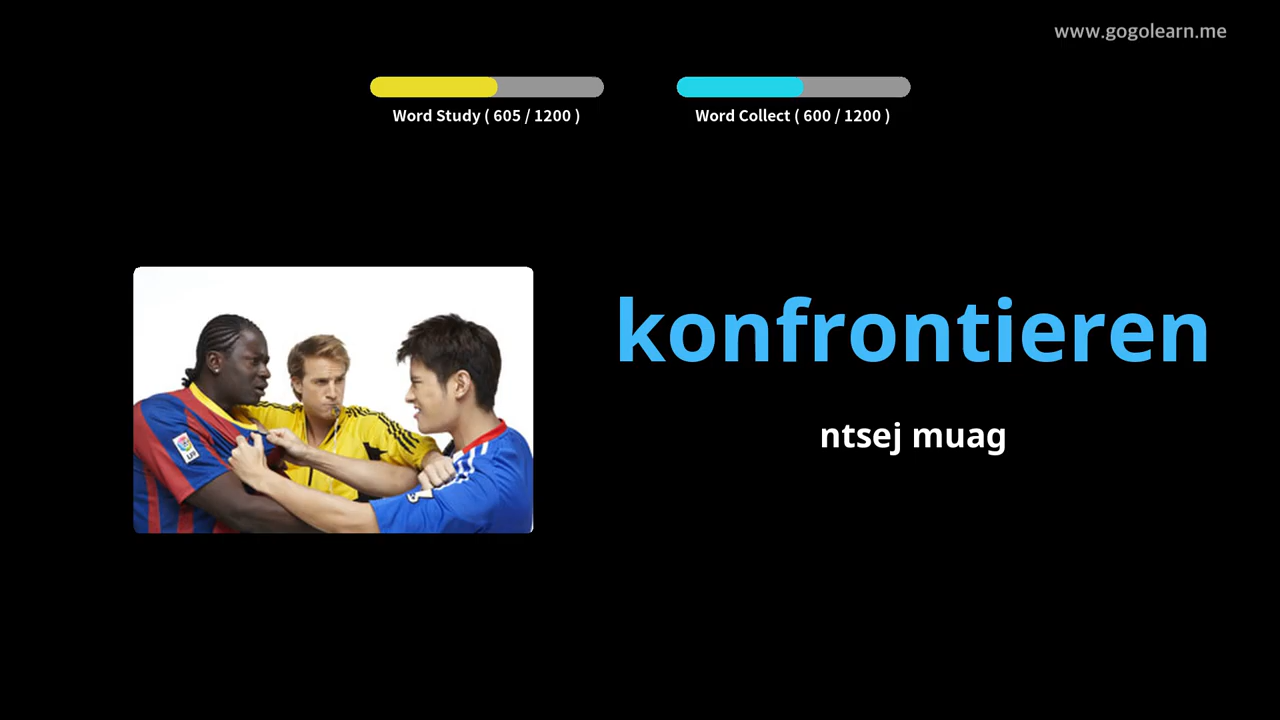 www.gogolearn.me
Word Study ( 605 / 1200 )
Word Collect ( 600 / 1200 )
konfrontieren
ntsej muag